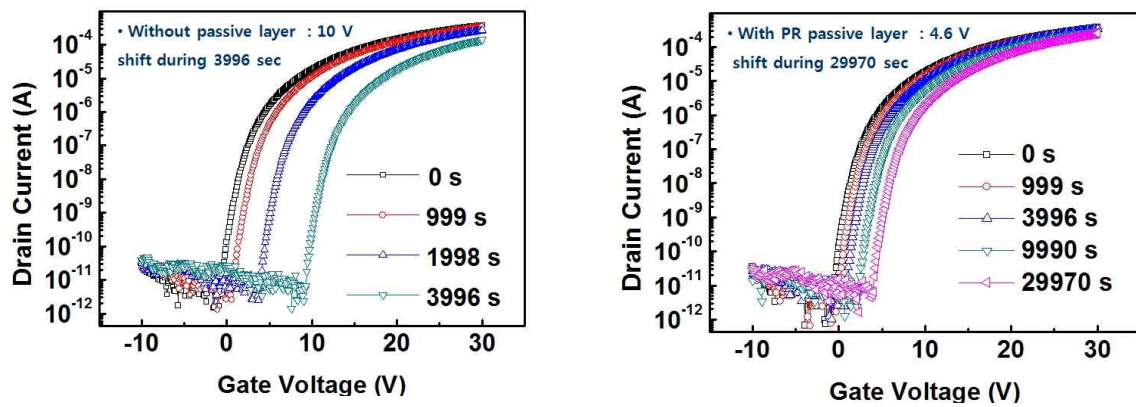 • Without passive layer : 10 V
shift during 3996 sec
Drain Current (A)
10⁻⁴
10⁻⁵
10⁻⁶
10⁻⁷
10⁻⁸
10⁻⁹
10⁻¹⁰
10⁻¹¹
10⁻¹²
0 s
999 s
1998 s
3996 s
-10 0 10 20 30
Gate Voltage (V)
• With PR passive layer : 4.6 V
shift during 29970 sec
Drain Current (A)
10⁻⁴
10⁻⁵
10⁻⁶
10⁻⁷
10⁻⁸
10⁻⁹
10⁻¹⁰
10⁻¹¹
10⁻¹²
0 s
999 s
3996 s
9990 s
29970 s
-10 0 10 20 30
Gate Voltage (V)